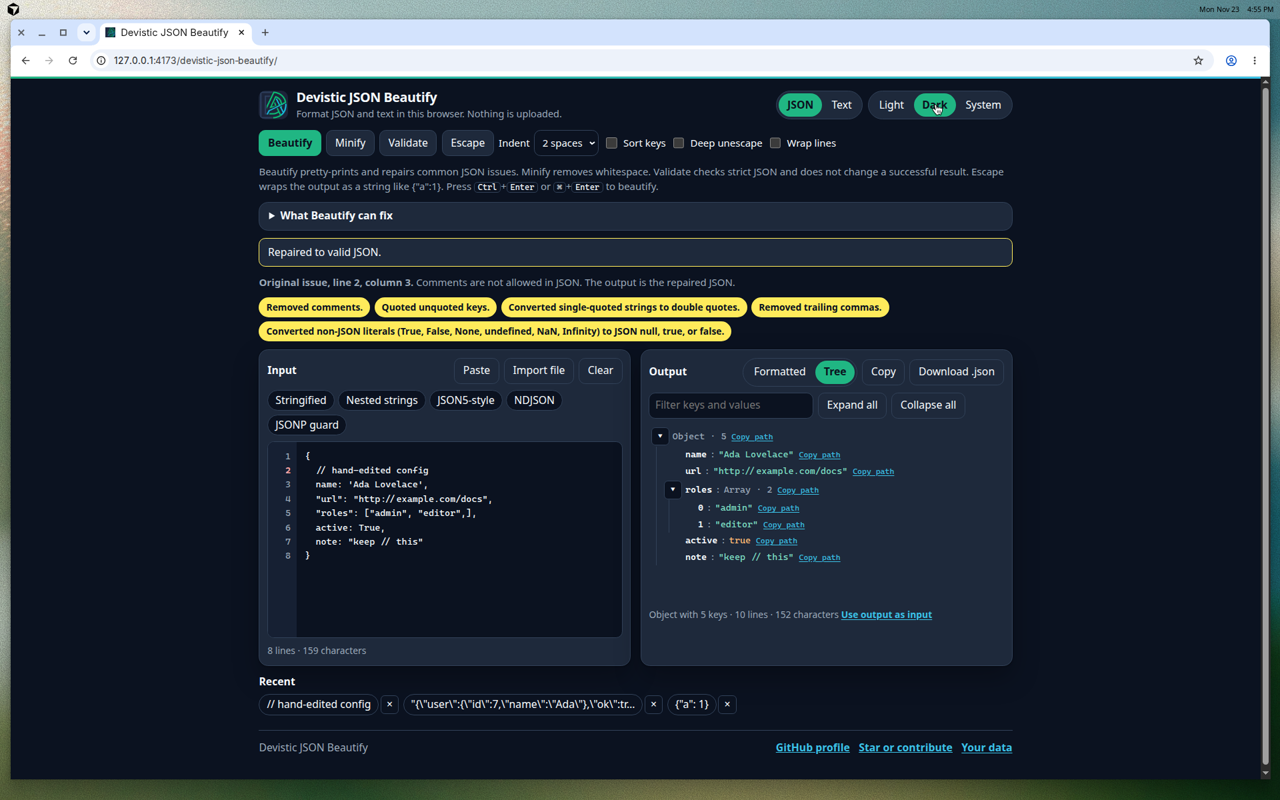 Mon Nov 23 4:55 PM
Devistic JSON Beautify
127.0.0.1:4173/devistic-json-beautify/
Devistic JSON Beautify
Format JSON and text in this browser. Nothing is uploaded.
JSON Text Light Dark System
Beautify Minify Validate Escape Indent 2 spaces Sort keys Deep unescape Wrap lines
Beautify pretty-prints and repairs common JSON issues. Minify removes whitespace. Validate checks strict JSON and does not change a successful result. Escape
wraps the output as a string like {"a":1}. Press Ctrl + Enter or ⌘ + Enter to beautify.
What Beautify can fix
Repaired to valid JSON.
Original issue, line 2, column 3. Comments are not allowed in JSON. The output is the repaired JSON.
Removed comments. Quoted unquoted keys. Converted single-quoted strings to double quotes. Removed trailing commas.
Converted non-JSON literals (True, False, None, undefined, NaN, Infinity) to JSON null, true, or false.
Input Paste Import file Clear
Stringified Nested strings JSON5-style NDJSON
JSONP guard
1 {
2 // hand-edited config
3 name: 'Ada Lovelace',
4 "url": "http://example.com/docs",
5 "roles": ["admin", "editor",],
6 active: True,
7 note: "keep // this"
8 }
8 lines · 159 characters
Output Formatted Tree Copy Download .json
Filter keys and values Expand all Collapse all
Object · 5 Copy path
name : "Ada Lovelace" Copy path
url : "http://example.com/docs" Copy path
roles : Array · 2 Copy path
0 : "admin" Copy path
1 : "editor" Copy path
active : true Copy path
note : "keep // this" Copy path
Object with 5 keys · 10 lines · 152 characters Use output as input
Recent
// hand-edited config × "{\"user\":{\"id\":7,\"name\":\"Ada\"},\"ok\":tr... × {"a": 1} ×
Devistic JSON Beautify GitHub profile Star or contribute Your data